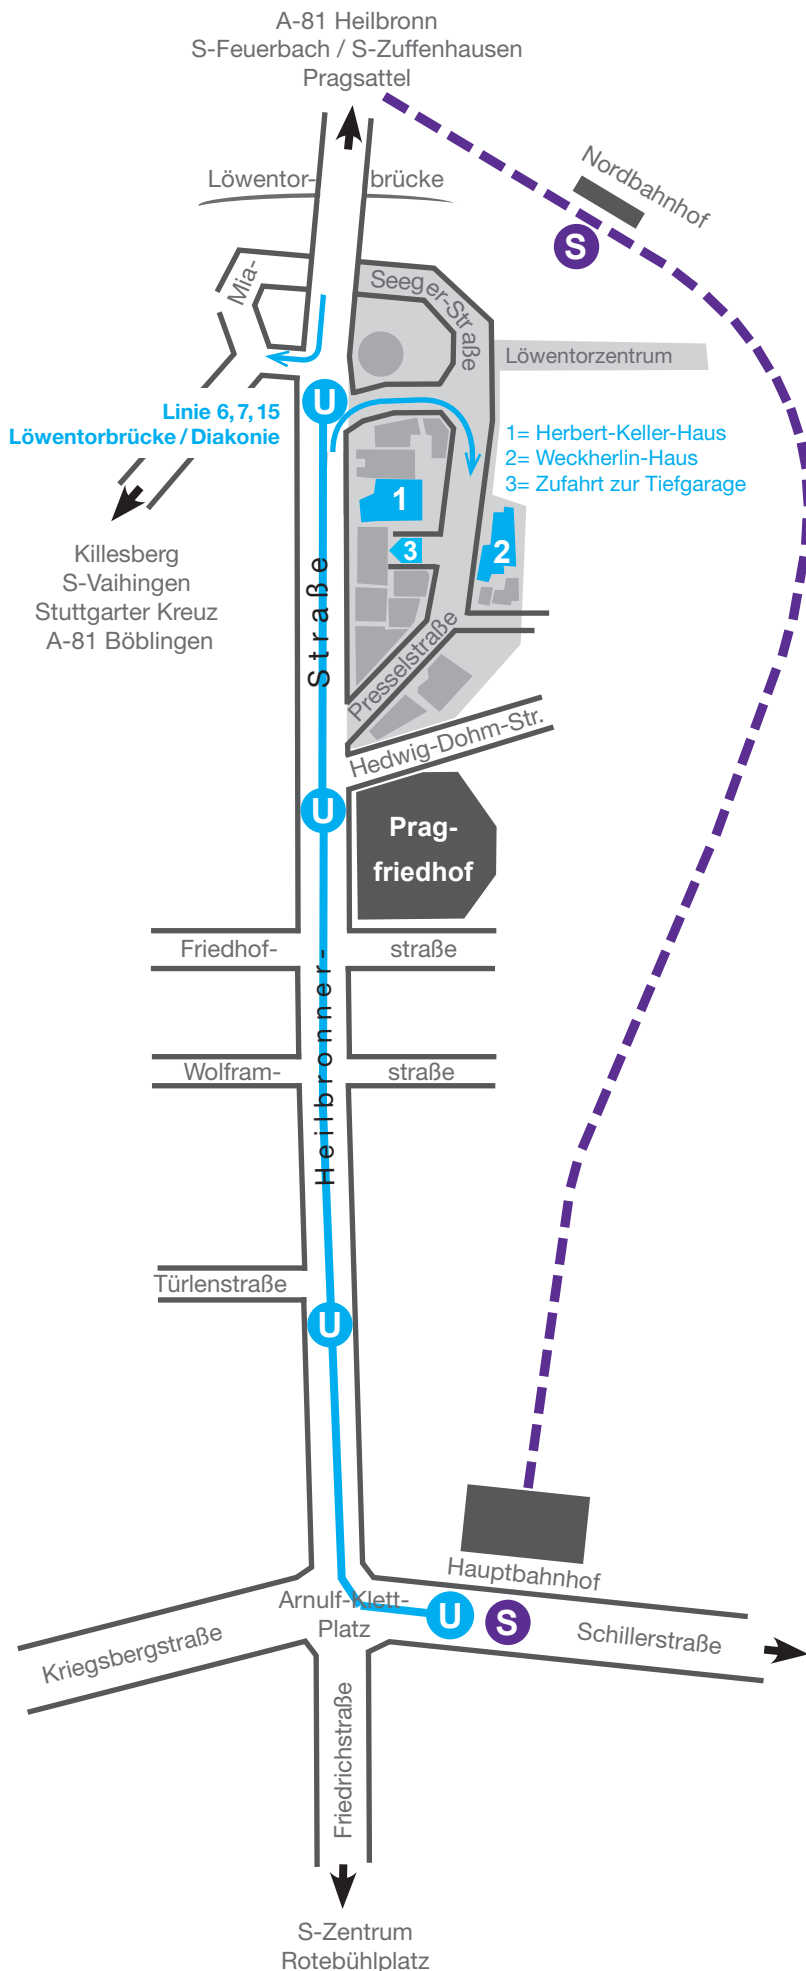 A-81 Heilbronn
S-Feuerbach / S-Zuffenhausen
Pragsattel
Nordbahnhof
S
Löwentor- brücke
Mia-
Seeger-Straße
Löwentorzentrum
U
Linie 6, 7, 15
Löwentorbrücke / Diakonie
1= Herbert-Keller-Haus
2= Weckherlin-Haus
3= Zufahrt zur Tiefgarage
1
2
3
Killesberg
S-Vaihingen
Stuttgarter Kreuz
A-81 Böblingen
Presselstraße
Hedwig-Dohm-Str.
Heilbronner- Straße
U
Prag-
friedhof
Friedhof- straße
Wolfram- straße
Türlenstraße
U
Hauptbahnhof
Arnulf-Klett-
Platz
U
S
Schillerstraße
Kriegsbergstraße
Friedrichstraße
S-Zentrum
Rotebühlplatz